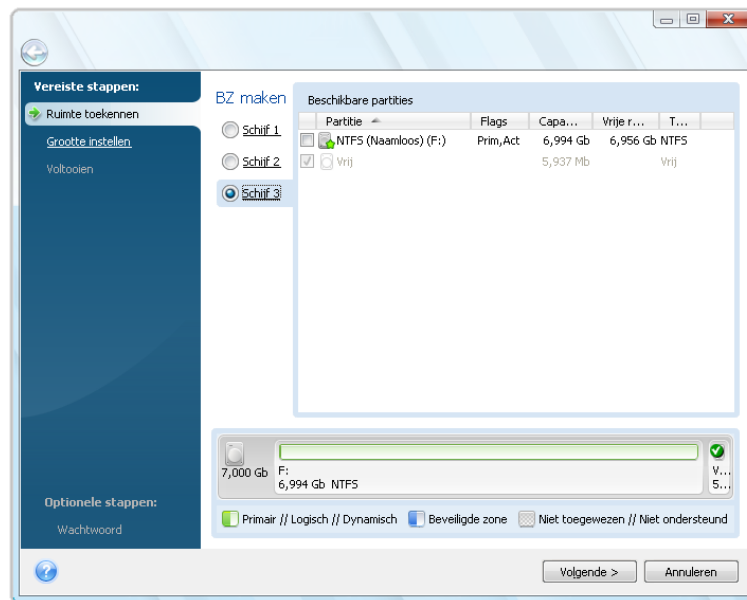 Vereiste stappen:
Ruimte toekennen
Grootte instellen
Voltooien
Optionele stappen:
Wachtwoord
BZ maken
Schijf 1
Schijf 2
Schijf 3
Beschikbare partities
Partitie Flags Capa... Vrije r... T...
NTFS (Naamloos) (F:) Prim,Act 6,994 Gb 6,956 Gb NTFS
Vrij 5,937 Mb Vrij
7,000 Gb
F:
6,994 Gb NTFS
V...
5...
Primair // Logisch // Dynamisch Beveiligde zone Niet toegewezen // Niet ondersteund
Volgende > Annuleren